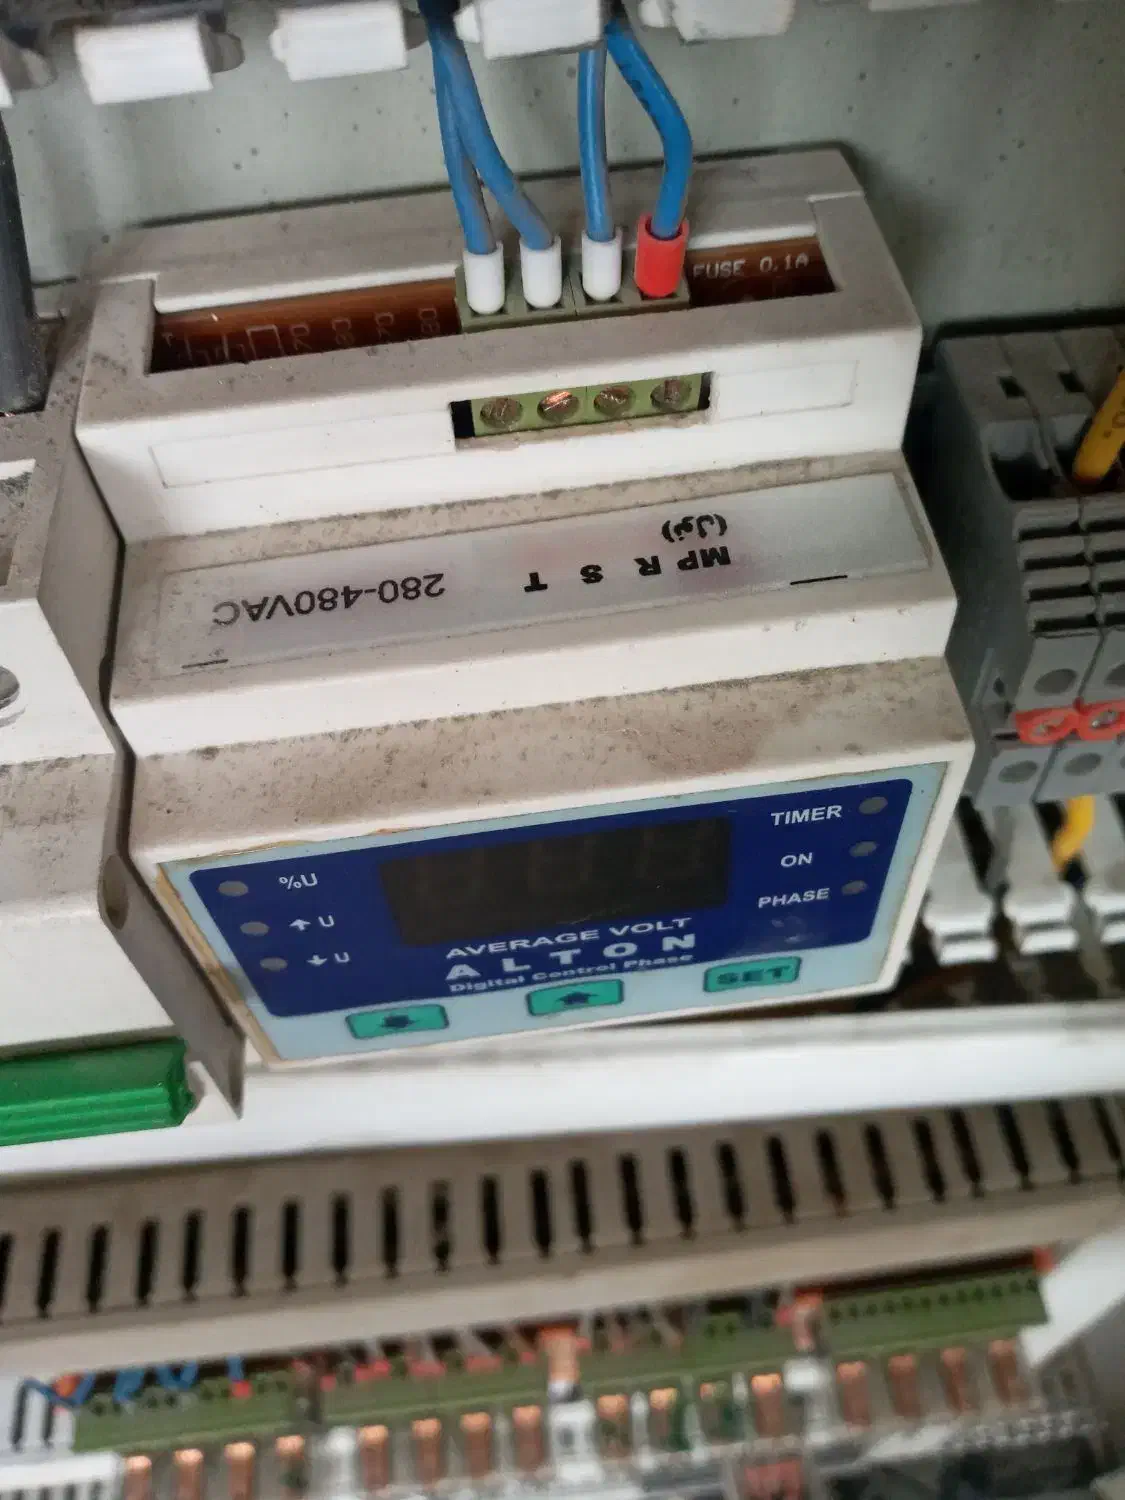 FUSE 0.1A
(نول)
MP R S T
280-480VAC
U%
↑U
↓U
TIMER
ON
PHASE
AVERAGE VOLT
ALTON
Digital Control Phase
SET